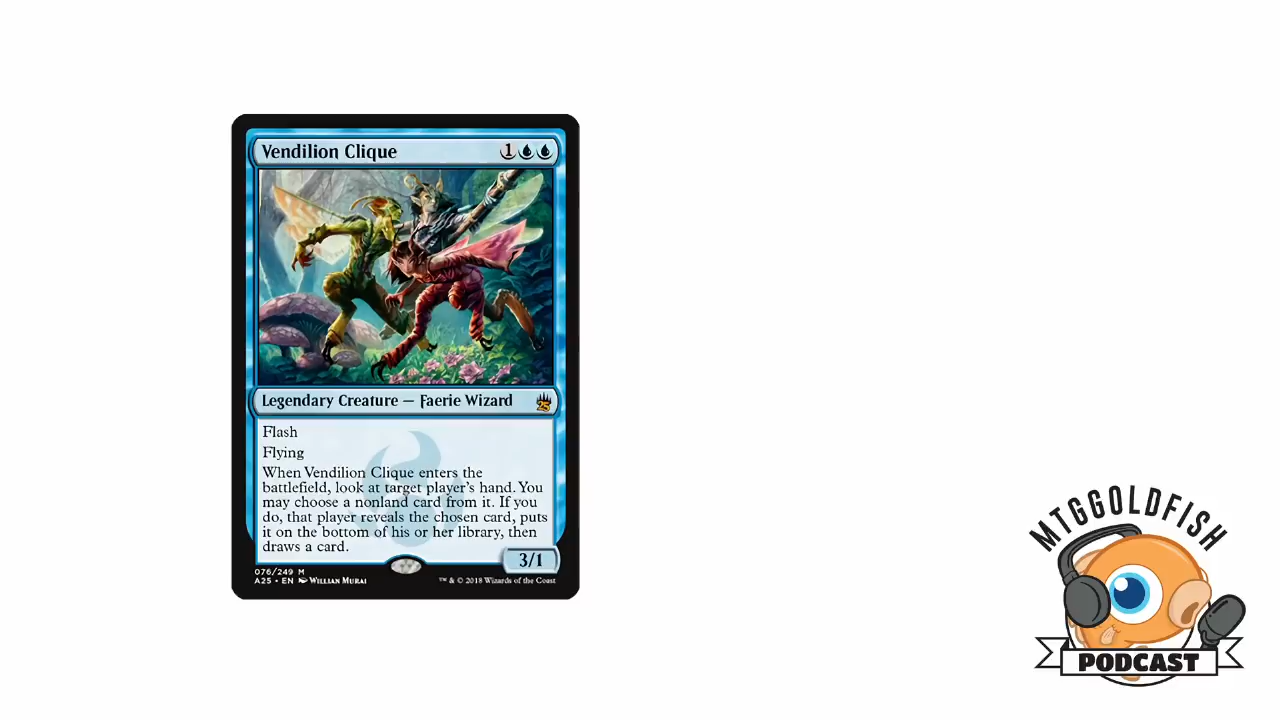 Vendilion Clique 1
Legendary Creature — Faerie Wizard 25
Flash
Flying
When Vendilion Clique enters the
battlefield, look at target player's hand. You
may choose a nonland card from it. If you
do, that player reveals the chosen card, puts
it on the bottom of his or her library, then
draws a card.
3/1
076/249 M
A25 • EN Willian Murai ™ & © 2018 Wizards of the Coast
MTGGOLDFISH
PODCAST